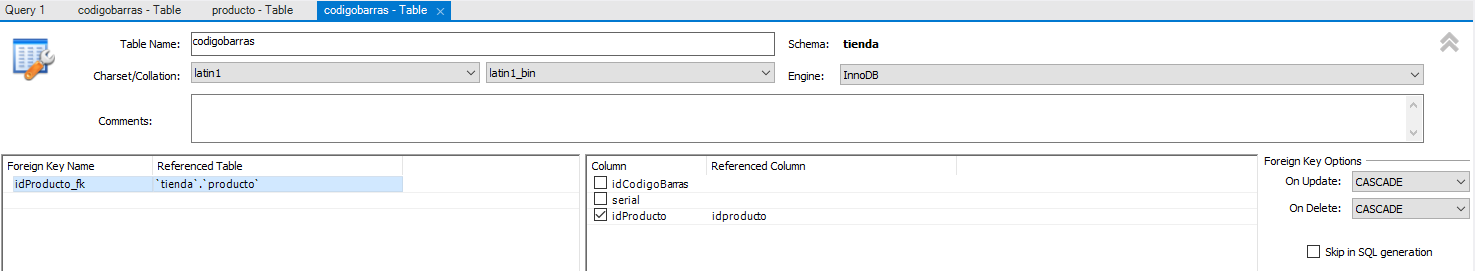 Query 1 codigobarras - Table producto - Table codigobarras - Table ×
Table Name: codigobarras Schema: tienda
Charset/Collation: latin1 latin1_bin Engine: InnoDB
Comments:
Foreign Key Name Referenced Table
idProducto_fk `tienda`.`producto`
Column Referenced Column
idCodigoBarras
serial
idProducto idproducto
Foreign Key Options
On Update: CASCADE
On Delete: CASCADE
Skip in SQL generation